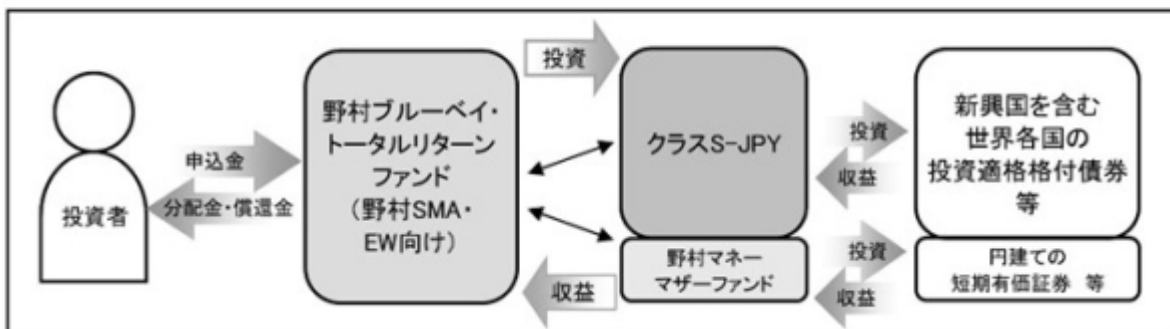 投資者
申込金
分配金・償還金
野村ブルーベイ・
トータルリターン
ファンド
(野村SMA・
EW向け)
投資
収益
クラスS-JPY
野村マネー
マザーファンド
投資
収益
投資
収益
新興国を含む
世界各国の
投資適格格付債券
等
円建ての
短期有価証券 等